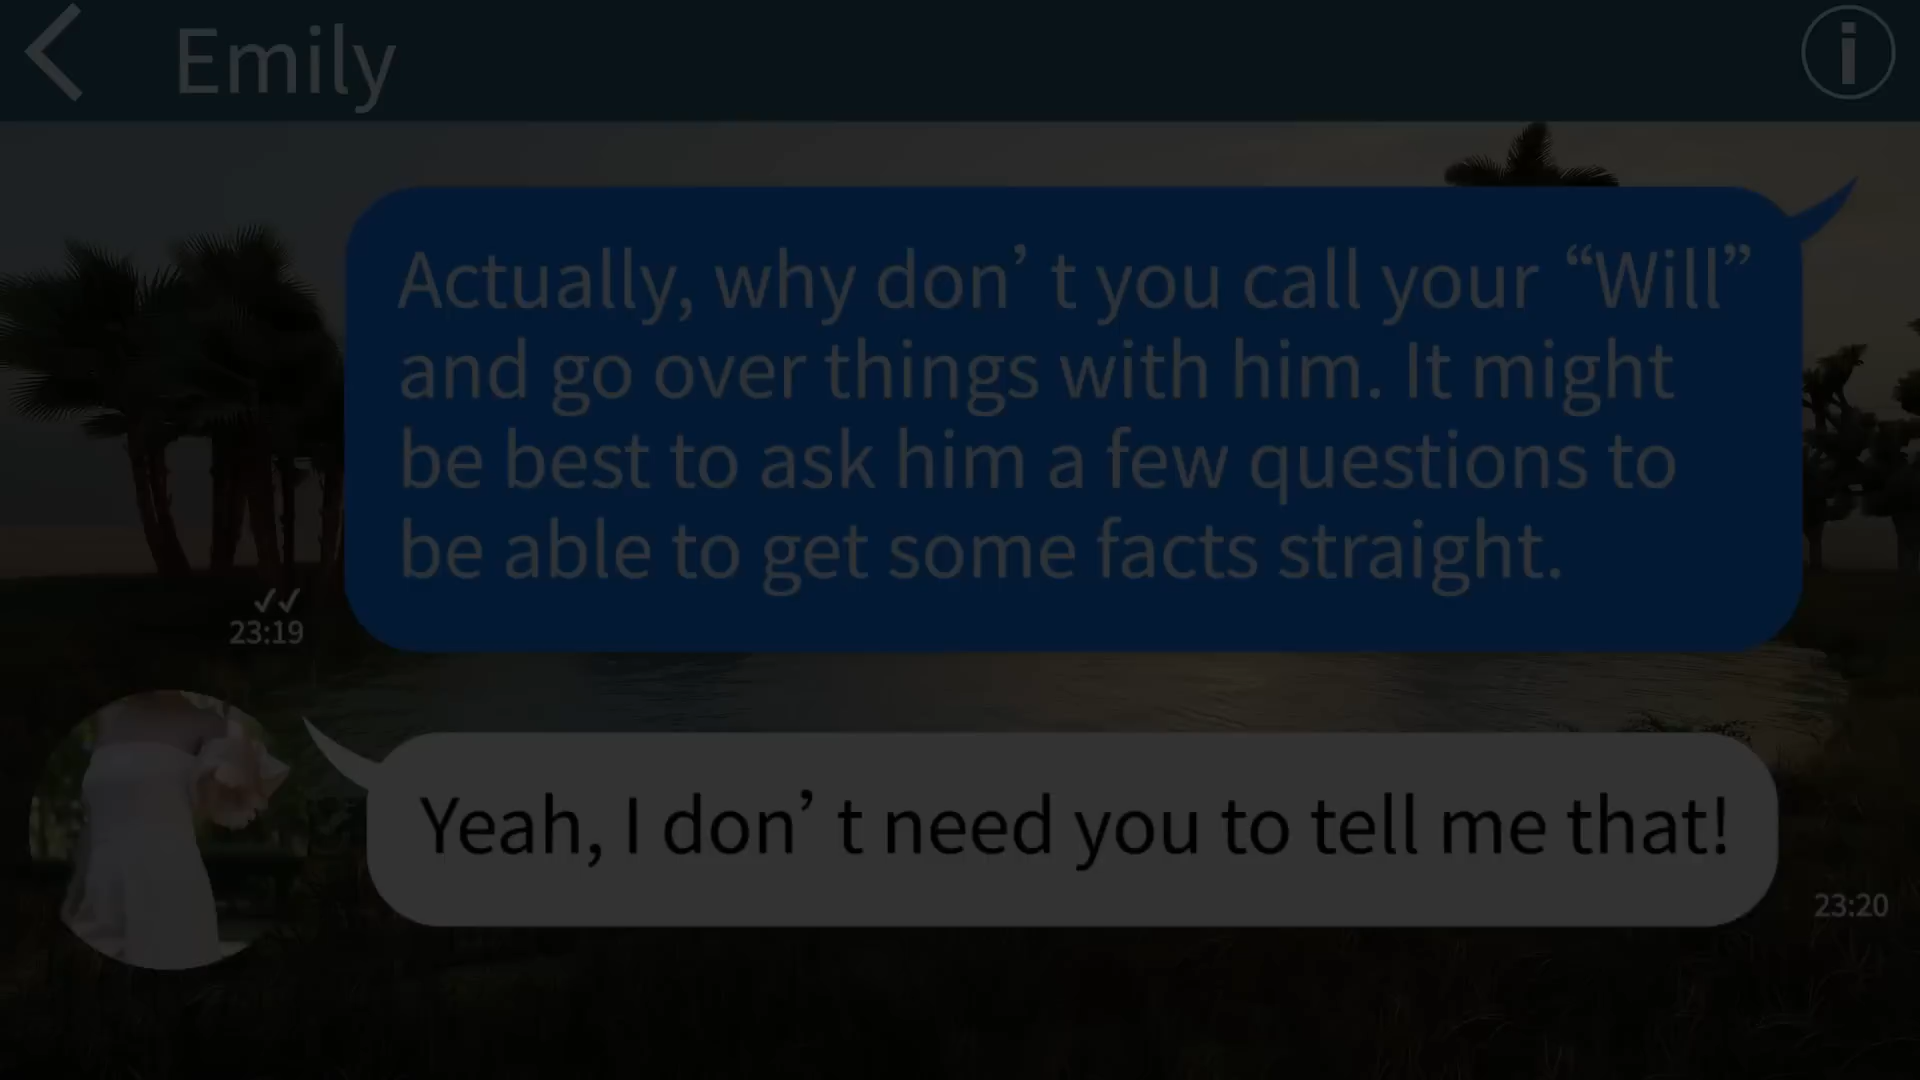 Emily
Actually, why don’t you call your “Will”
and go over things with him. It might
be best to ask him a few questions to
be able to get some facts straight.
23:19
Yeah, I don’t need you to tell me that!
23:20